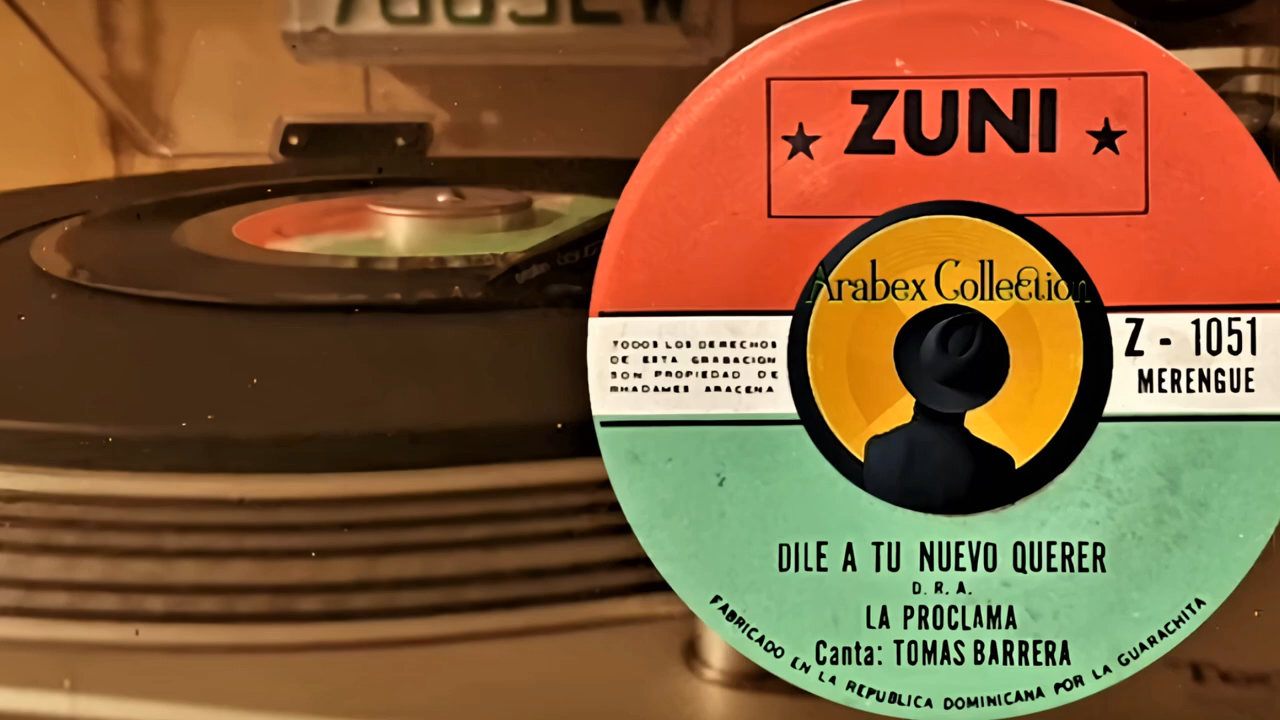 ZUNI
Arabex Collection
TODOS LOS DERECHOS
DE ESTA GRABACION
SON PROPIEDAD DE
RHADAMES ARACENA
Z - 1051
MERENGUE
DILE A TU NUEVO QUERER
D. R. A.
LA PROCLAMA
Canta: TOMAS BARRERA
FABRICADO EN LA REPUBLICA DOMINICANA POR LA GUARACHITA